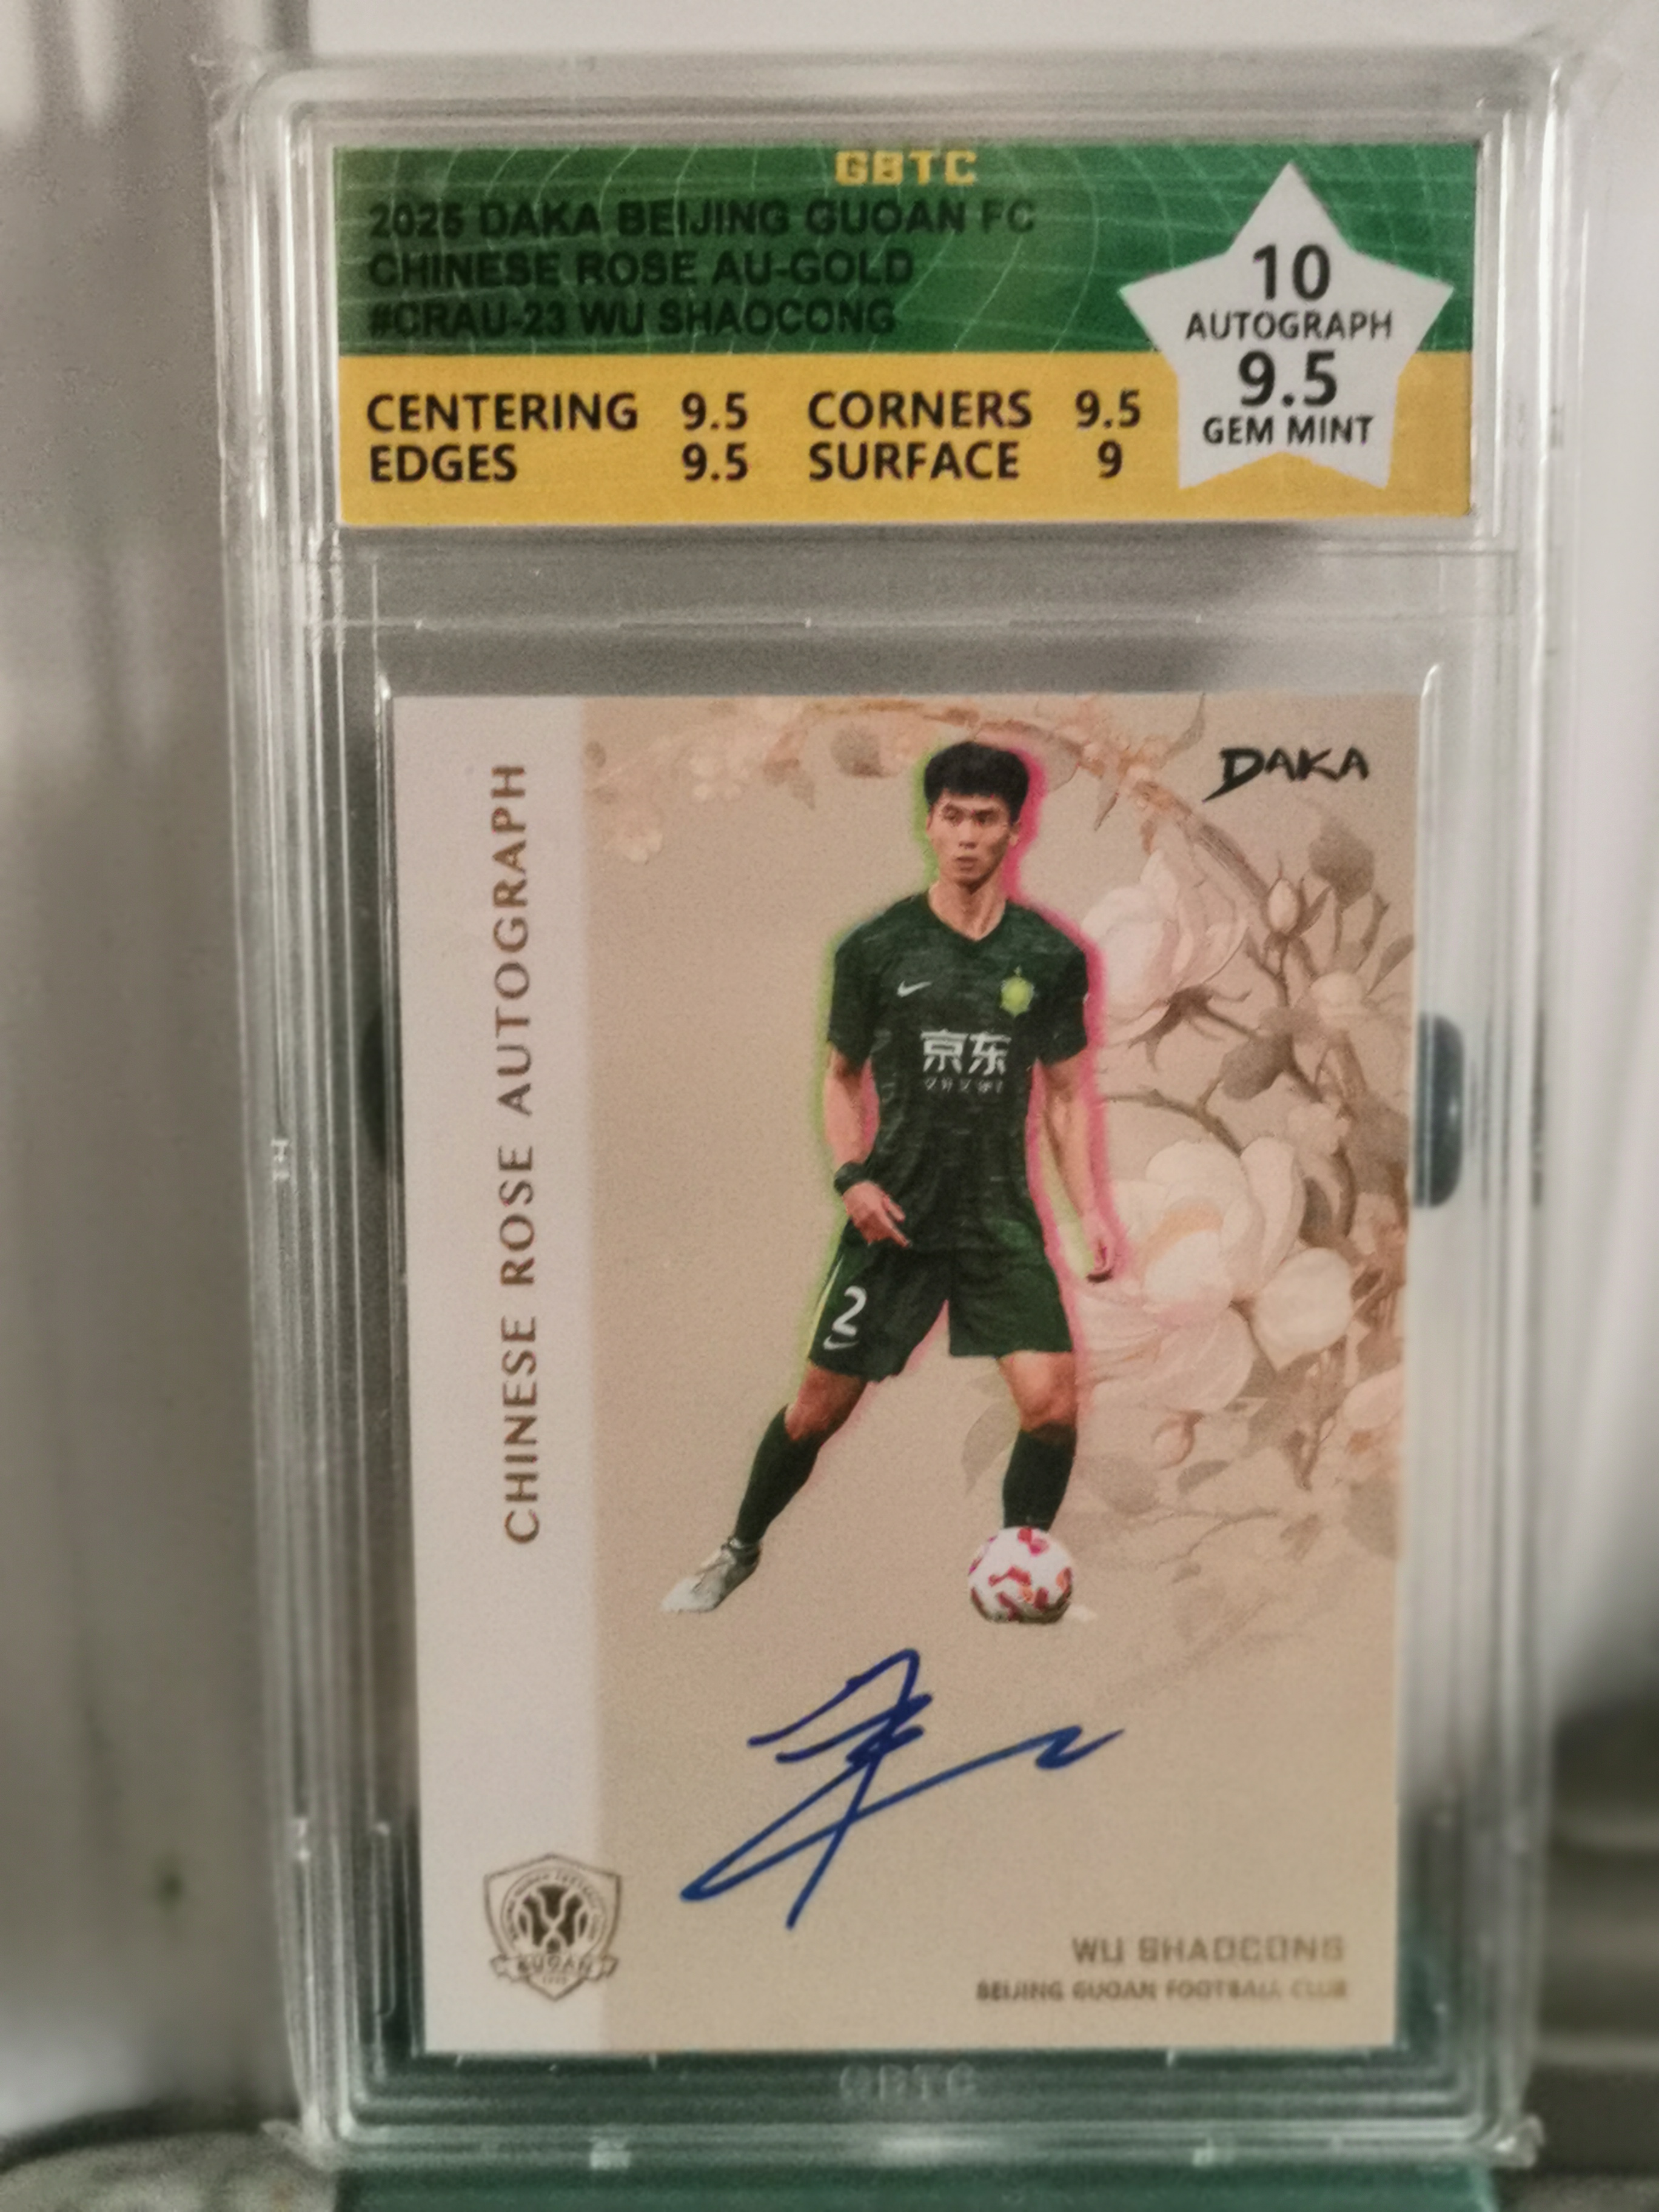 GBTC
2025 DAKA BEIJING GUOAN FC
CHINESE ROSE AU-GOLD
#CRAU-23 WU SHAOCONG
10
AUTOGRAPH
9.5
GEM MINT
CENTERING 9.5 CORNERS 9.5
EDGES 9.5 SURFACE 9
DAKA
CHINESE ROSE AUTOGRAPH
京东
2
GUOAN
WU SHAOCONG
BEIJING GUOAN FOOTBALL CLUB
GBTC